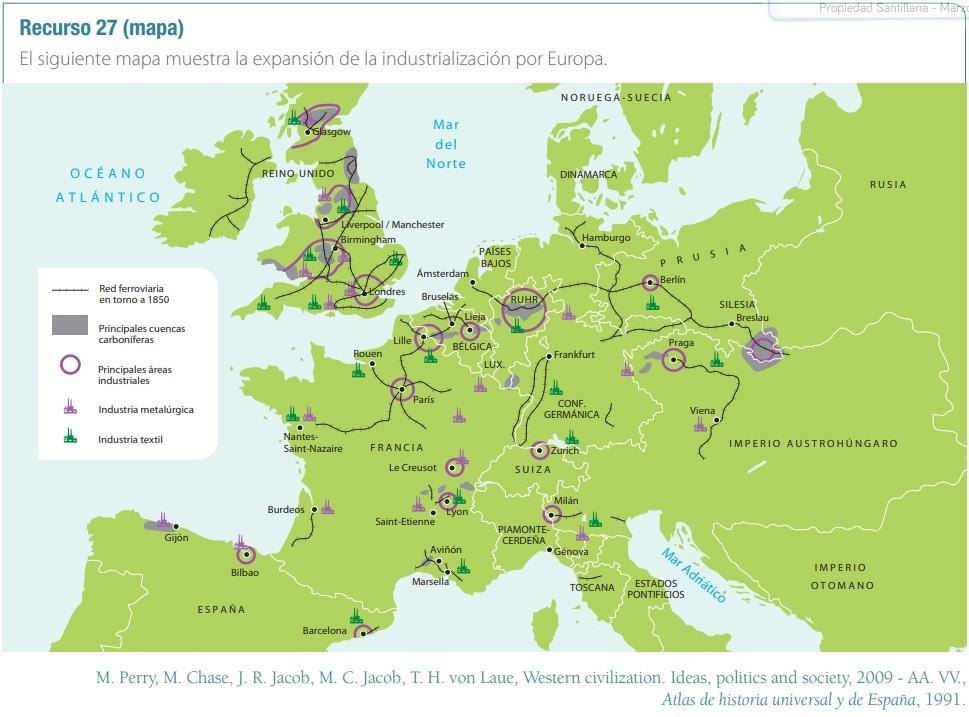 Propiedad Santillana - Marzo
Recurso 27 (mapa)
El siguiente mapa muestra la expansión de la industrialización por Europa.
NORUEGA-SUECIA
Mar
del
Norte
Glasgow
OCÉANO
ATLÁNTICO
REINO UNIDO
DINAMARCA
RUSIA
Liverpool / Manchester
Birmingham
Hamburgo
PRUSIA
PAÍSES
BAJOS
Ámsterdam
Berlín
Londres
Bruselas
RUHR
SILESIA
Breslau
Lieja
Lille
BÉLGICA
Praga
Rouen
LUX.
Frankfurt
París
CONF.
GERMÁNICA
Viena
Nantes-
Saint-Nazaire
FRANCIA
IMPERIO AUSTROHÚNGARO
Zurich
Le Creusot
SUIZA
Burdeos
Saint-Etienne
Lyon
Milán
Gijón
PIAMONTE-
CERDEÑA
Génova
Bilbao
Aviñón
Marsella
Mar Adriático
IMPERIO
OTOMANO
TOSCANA
ESTADOS
PONTIFICIOS
ESPAÑA
Barcelona
Red ferroviaria
en torno a 1850
Principales cuencas
carboníferas
Principales áreas
industriales
Industria metalúrgica
Industria textil
M. Perry, M. Chase, J. R. Jacob, M. C. Jacob, T. H. von Laue, Western civilization. Ideas, politics and society, 2009 - AA. VV.,
Atlas de historia universal y de España, 1991.